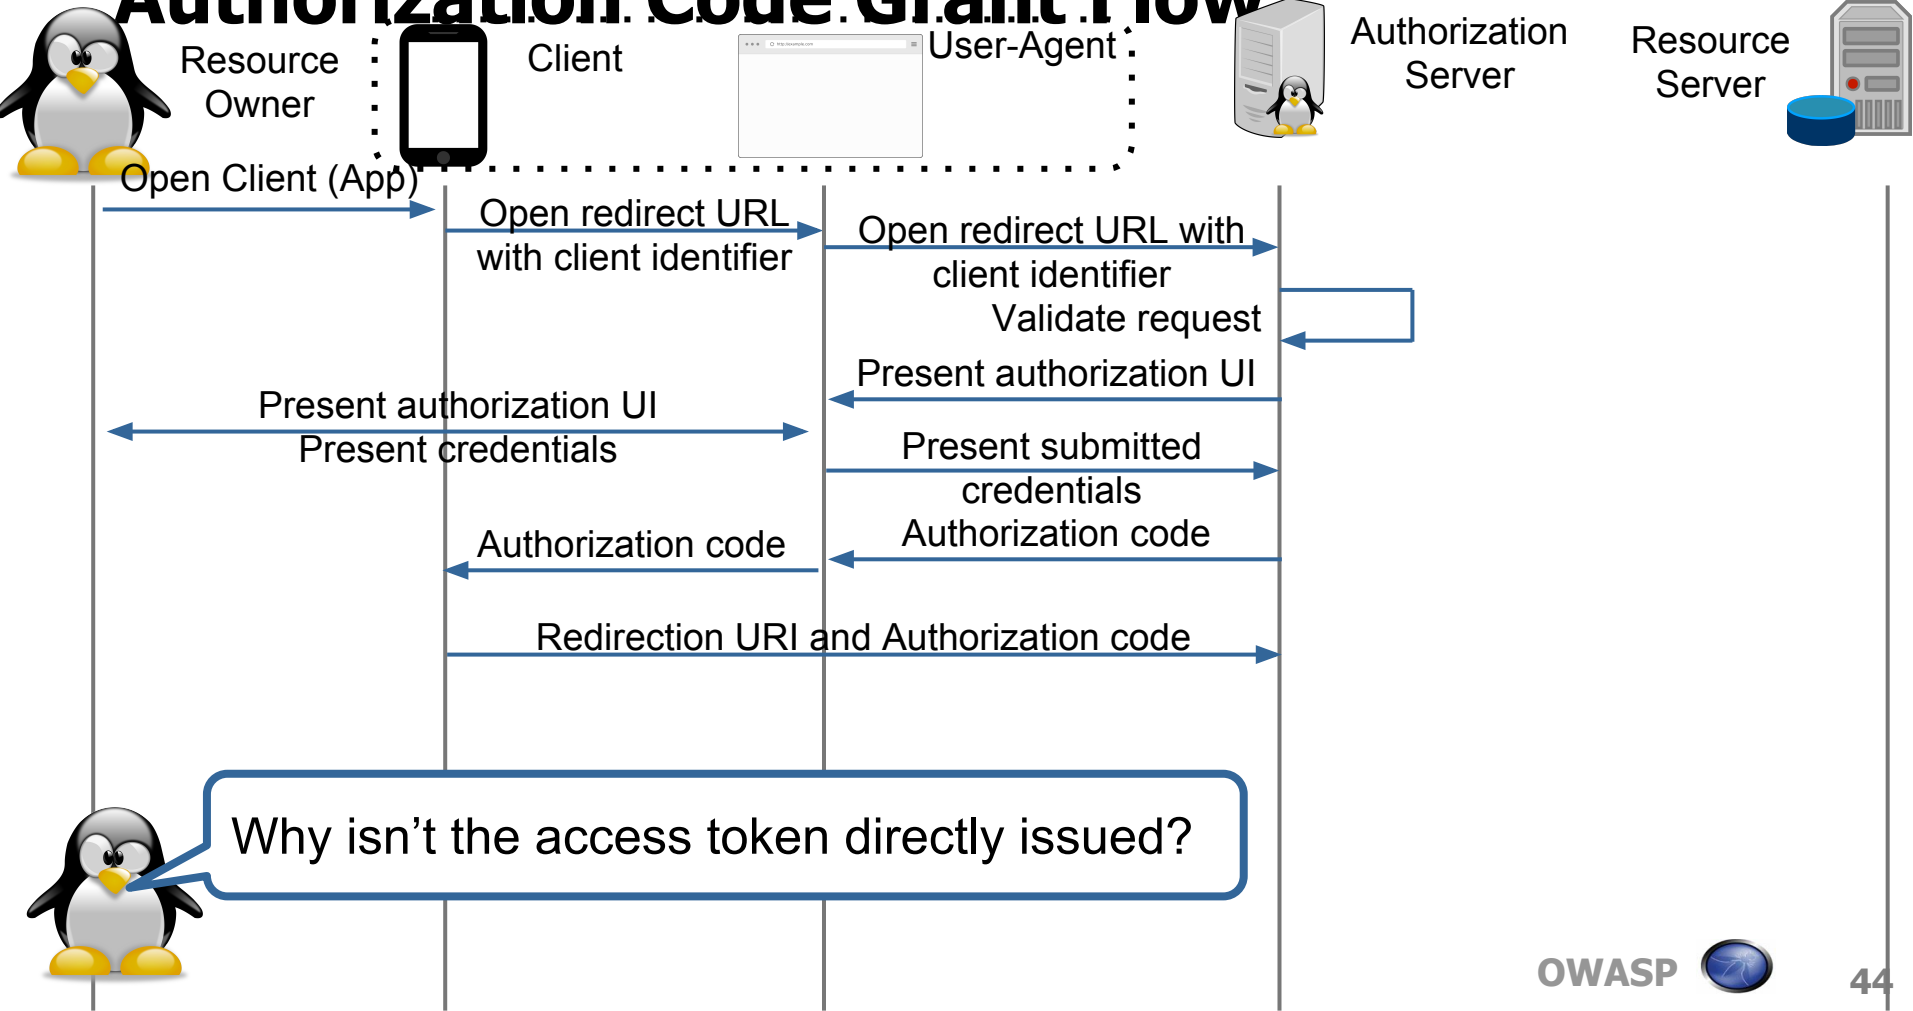 Authorization Code Grant Flow
Resource
Owner
Client
http://example.com
User-Agent
Authorization
Server
Resource
Server
Open Client (App)
Open redirect URL
with client identifier
Open redirect URL with
client identifier
Validate request
Present authorization UI
Present authorization UI
Present credentials
Present submitted
credentials
Authorization code
Authorization code
Redirection URI and Authorization code
Why isn’t the access token directly issued?
OWASP
44